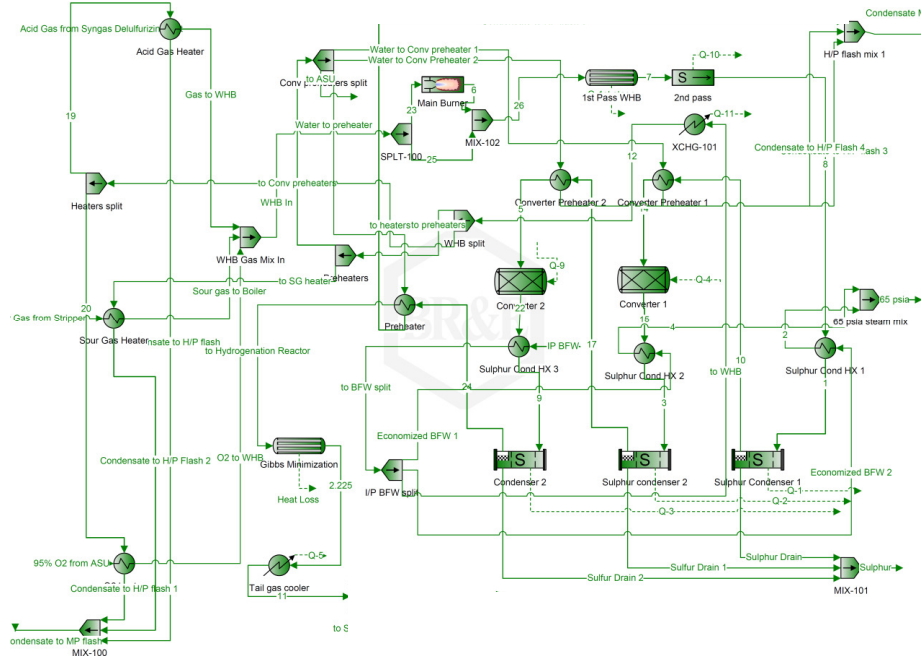 Acid Gas from Syngas Delulfurizin
Acid Gas Heater
Gas to WHB
19
Water to Conv preheater 1
Water to Conv Preheater 2
to ASU
Main Burner
23
6
26
25
SPLT-100
MIX-102
Water to preheater
1st Pass WHB
7
2nd pass
S
Q-10
Condensate M
H/P flash mix 1
Q-11
XCHG-101
12
Condensate to H/P Flash 4
8
Heaters split
to Conv preheaters
WHB In
WHB Gas Mix In
to heaters
to preheaters
WHB split
Converter Preheater 2
Converter Preheater 1
5
to SG heater
Sour gas to Boiler
20
Gas from Stripper
Sour Gas Heater
Preheater
to Hydrogenation Reactor
BR&E
Q-9
Converter 2
22
Q-4
Converter 1
16
IP BFW
17
Sulphur Cond HX 3
Sulphur Cond HX 2
4
to WHB
10
2
65 psia
65 psia steam mix
Sulphur Cond HX 1
to BFW split
24
9
3
1
Economized BFW 1
Condensate to H/P Flash 2
O2 to WHB
Gibbs Minimization
Heat Loss
2.225
I/P BFW split
S
Condenser 2
S
Sulphur condenser 2
S
Sulphur Condenser 1
Economized BFW 2
Q-1
Q-2
Q-3
95% O2 from ASU
Q-5
Tail gas cooler
11
Condensate to H/P flash 1
Sulphur Drain
Sulfur Drain 1
Sulfur Drain 2
Sulphur
MIX-101
to S
ondensate to MP flash
MIX-100